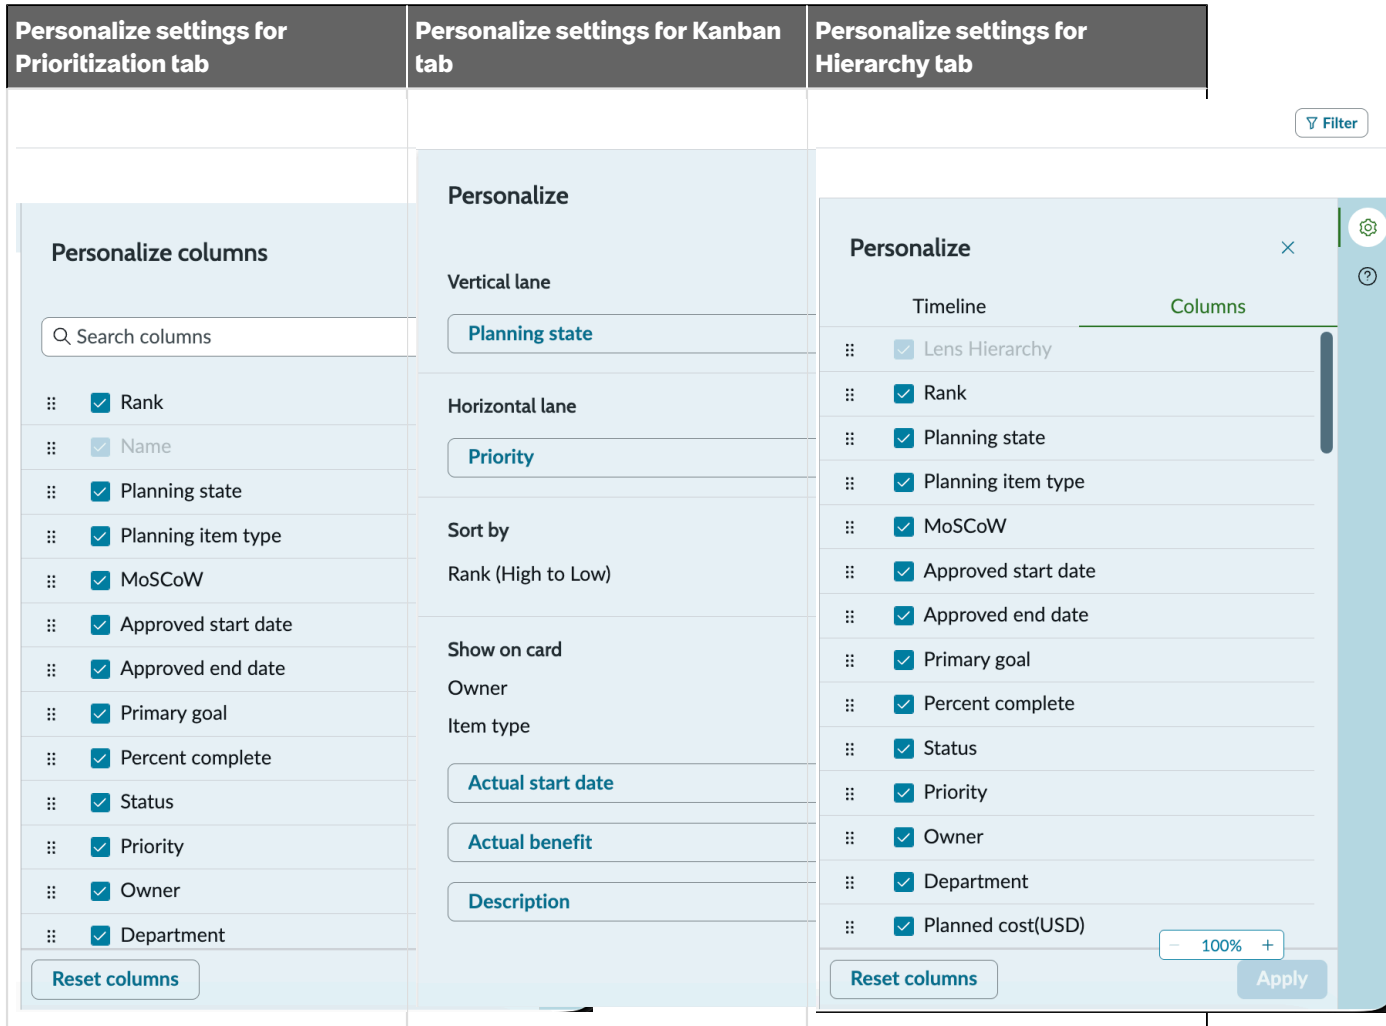 Personalize settings for
Prioritization tab
Personalize settings for Kanban
tab
Personalize settings for
Hierarchy tab
Filter
Personalize columns
Search columns
Rank
Name
Planning state
Planning item type
MoSCoW
Approved start date
Approved end date
Primary goal
Percent complete
Status
Priority
Owner
Department
Reset columns
Personalize
Vertical lane
Planning state
Horizontal lane
Priority
Sort by
Rank (High to Low)
Show on card
Owner
Item type
Actual start date
Actual benefit
Description
Personalize
Timeline
Columns
Lens Hierarchy
Rank
Planning state
Planning item type
MoSCoW
Approved start date
Approved end date
Primary goal
Percent complete
Status
Priority
Owner
Department
Planned cost(USD)
100%
Reset columns
Apply